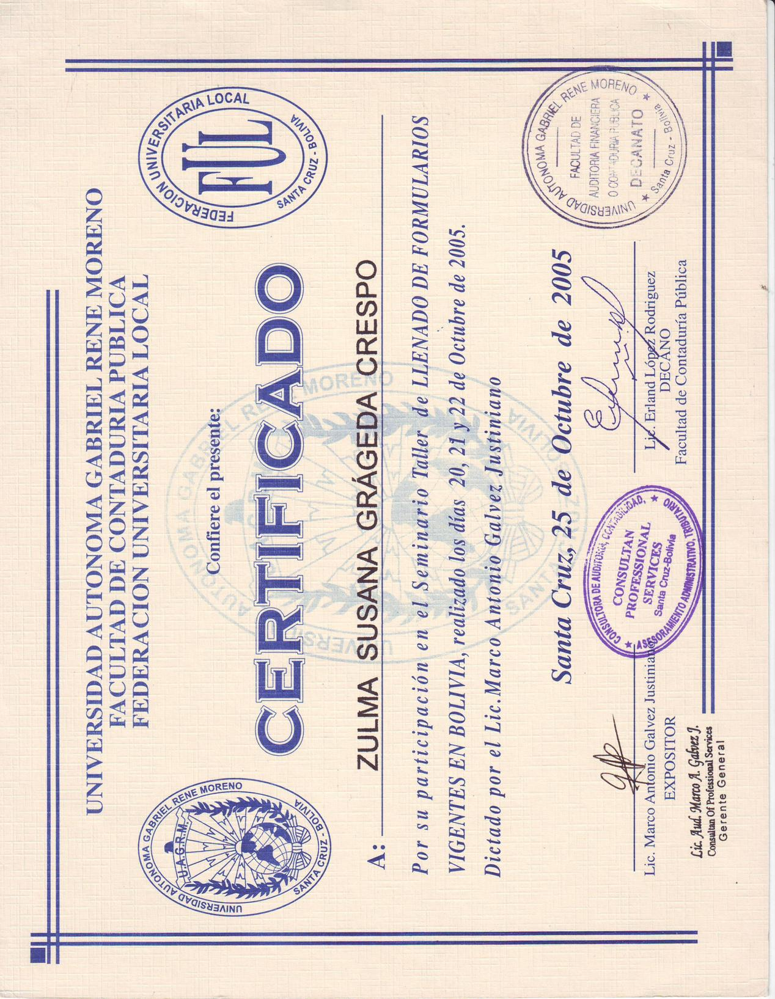 UNIVERSIDAD AUTONOMA GABRIEL RENE MORENO
FACULTAD DE CONTADURIA PUBLICA
FEDERACION UNIVERSITARIA LOCAL
UNIVERSIDAD AUTONOMA GABRIEL RENE MORENO
U.A.G.R.M.
SANTA CRUZ - BOLIVIA
FEDERACION UNIVERSITARIA LOCAL
FUL
SANTA CRUZ - BOLIVIA
Confiere el presente:
CERTIFICADO
A: ZULMA SUSANA GRÁGEDA CRESPO
Por su participación en el Seminario Taller de LLENADO DE FORMULARIOS
VIGENTES EN BOLIVIA, realizado los días 20, 21 y 22 de Octubre de 2005.
Dictado por el Lic. Marco Antonio Galvez Justiniano
Santa Cruz, 25 de Octubre de 2005
Lic. Marco Antonio Galvez Justiniano
EXPOSITOR
Lic. Aud. Marco A. Galvez J.
Consultan Of Professional Services
Gerente General
CONSULTORA DE AUDITORIA, CONTABILIDAD,
CONSULTAN
PROFESSIONAL
SERVICES
Santa Cruz-Bolivia
ASESORAMIENTO ADMINISTRATIVO, TRIBUTARIO
Lic. Erland López Rodriguez
DECANO
Facultad de Contaduría Pública
UNIVERSIDAD AUTONOMA GABRIEL RENE MORENO
FACULTAD DE
AUDITORIA FINANCIERA
O CONTADURIA PUBLICA
DECANATO
Santa Cruz - Bolivia